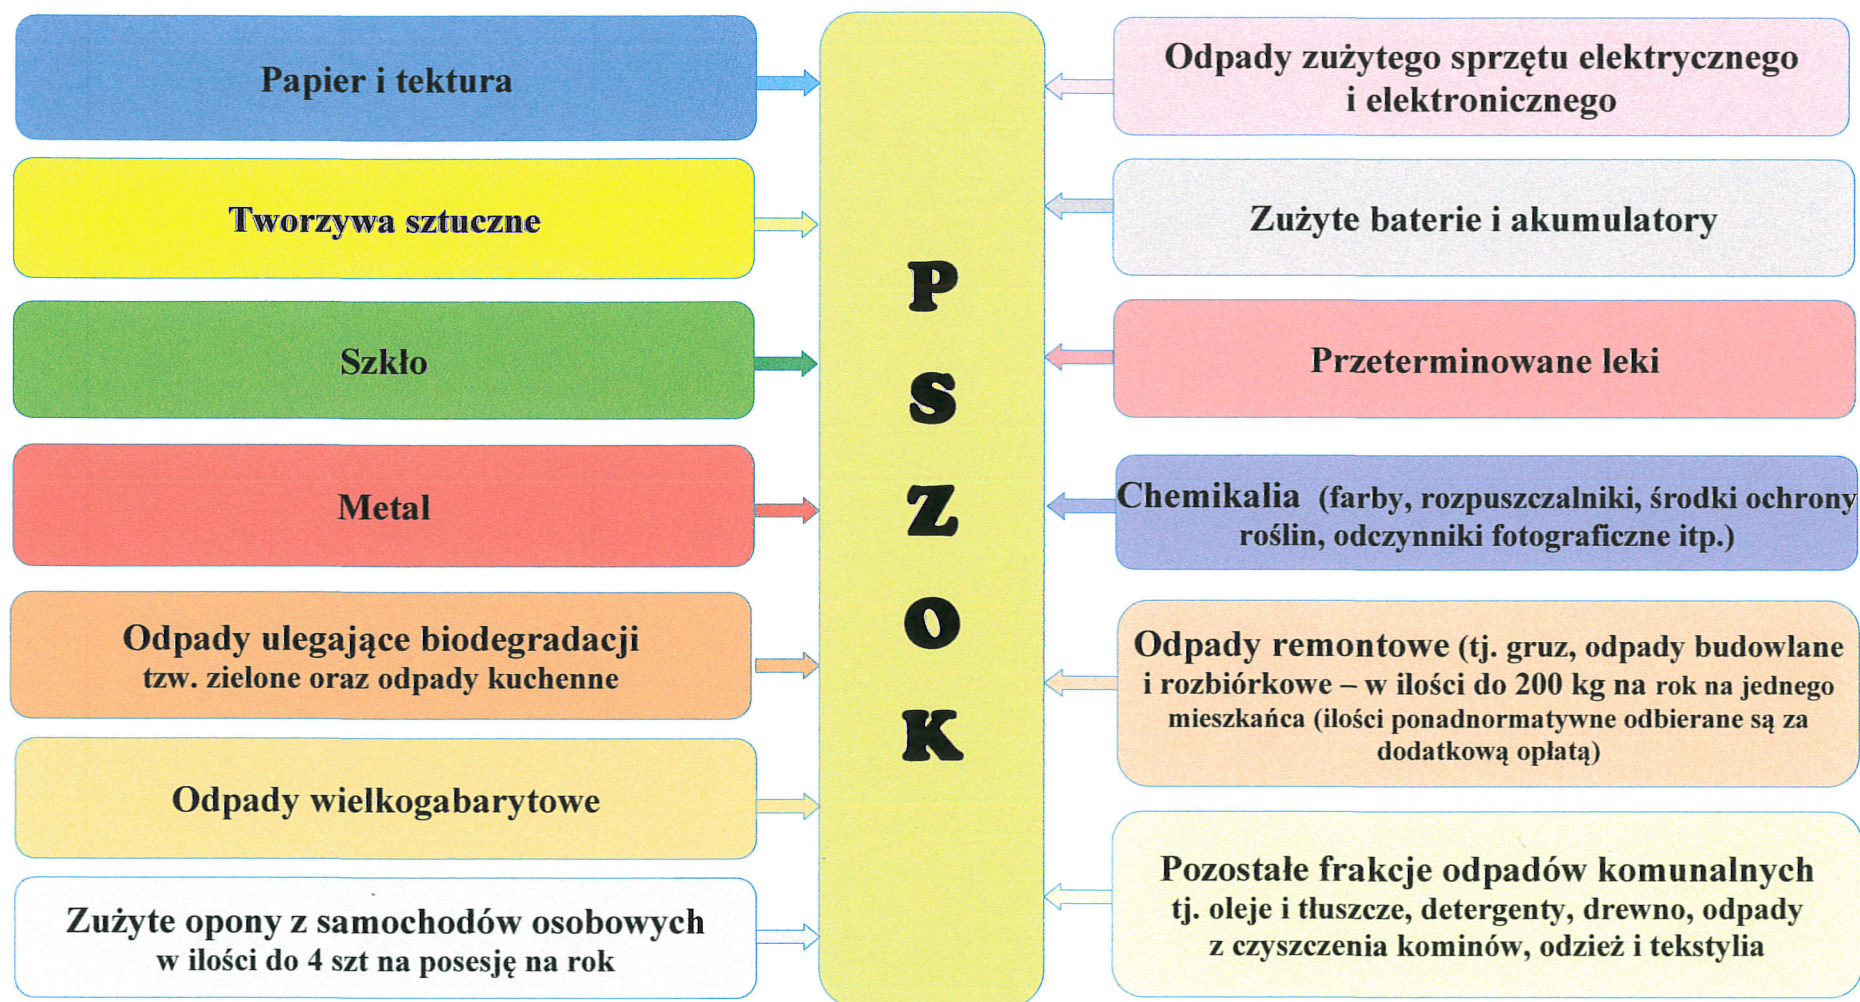 Papier i tektura
Tworzywa sztuczne
Szkło
Metal
Odpady ulegające biodegradacji
tzw. zielone oraz odpady kuchenne
Odpady wielkogabarytowe
Zużyte opony z samochodów osobowych
w ilości do 4 szt na posesję na rok
P
S
Z
O
K
Odpady zużytego sprzętu elektrycznego
i elektronicznego
Zużyte baterie i akumulatory
Przeterminowane leki
Chemikalia (farby, rozpuszczalniki, środki ochrony
roślin, odczynniki fotograficzne itp.)
Odpady remontowe (tj. gruz, odpady budowlane
i rozbiórkowe – w ilości do 200 kg na rok na jednego
mieszkańca (ilości ponadnormatywne odbierane są za
dodatkową opłatą)
Pozostałe frakcje odpadów komunalnych
tj. oleje i tłuszcze, detergenty, drewno, odpady
z czyszczenia kominów, odzież i tekstylia